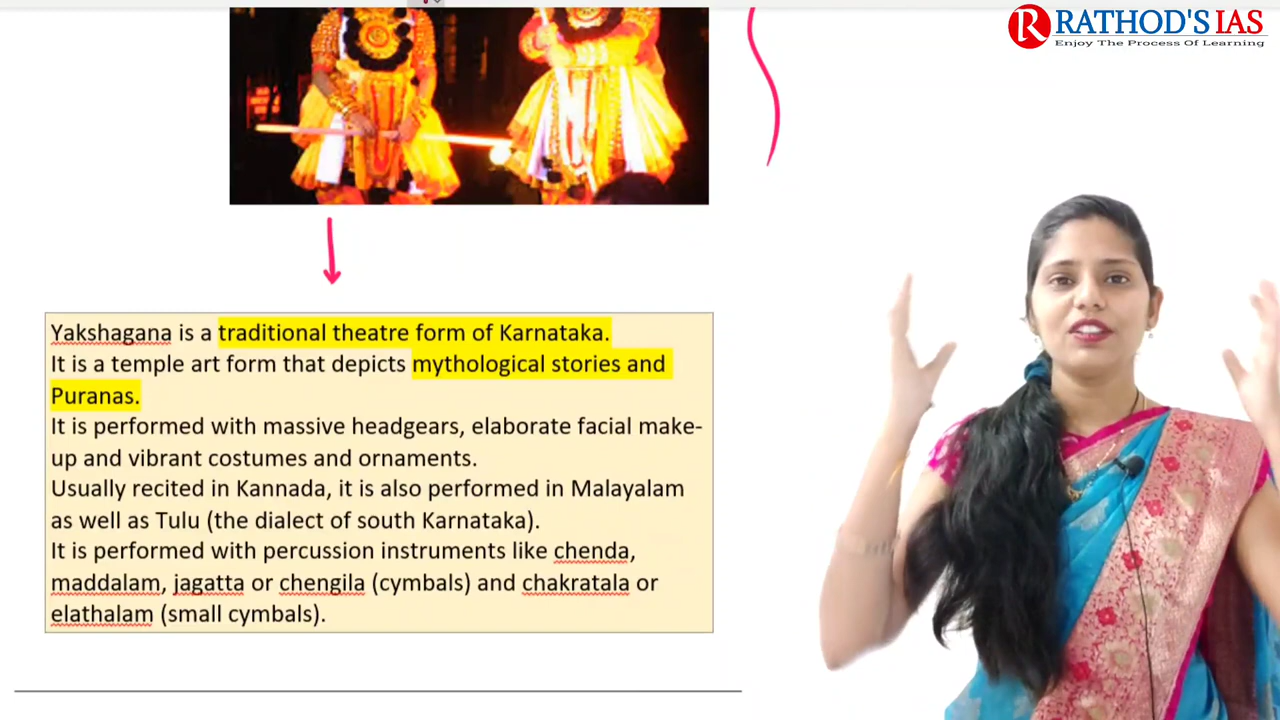 RATHOD'S IAS
Enjoy The Process Of Learning
Yakshagana is a traditional theatre form of Karnataka.
It is a temple art form that depicts mythological stories and
Puranas.
It is performed with massive headgears, elaborate facial make-
up and vibrant costumes and ornaments.
Usually recited in Kannada, it is also performed in Malayalam
as well as Tulu (the dialect of south Karnataka).
It is performed with percussion instruments like chenda,
maddalam, jagatta or chengila (cymbals) and chakratala or
elathalam (small cymbals).